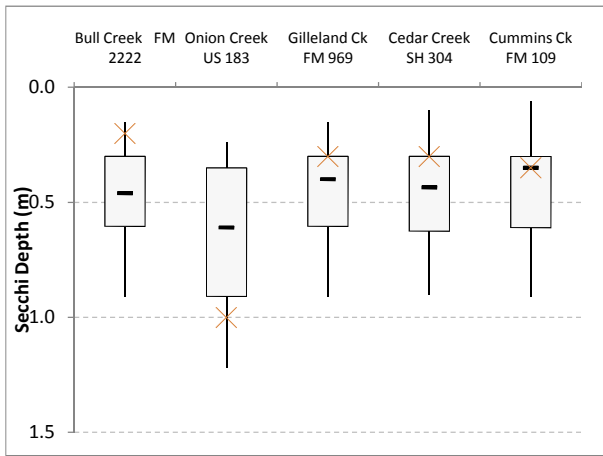 Bull Creek FM Onion Creek Gilleland Ck Cedar Creek Cummins Ck
2222 US 183 FM 969 SH 304 FM 109
0.0
0.5
1.0
1.5
Secchi Depth (m)